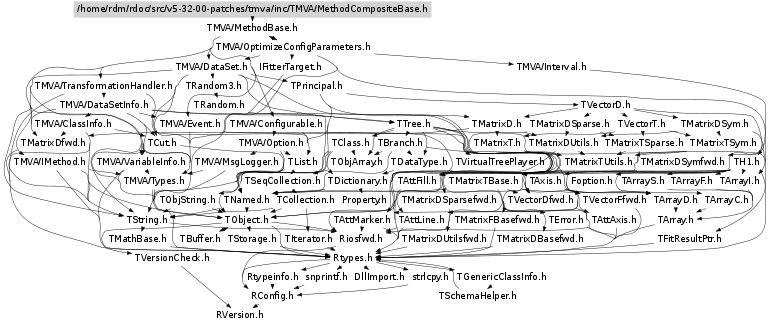 /home/rdm/rdoc/src/v5-32-00-patches/tmva/inc/TMVA/MethodCompositeBase.h
TMVA/MethodBase.h
TMVA/OptimizeConfigParameters.h
TMVA/DataSet.h IFitterTarget.h TMVA/Interval.h
TMVA/TransformationHandler.h TRandom3.h TPrincipal.h
TMVA/DataSetInfo.h TRandom.h TVectorD.h
TMVA/ClassInfo.h TMVA/Event.h TMVA/Configurable.h TTree.h TMatrixD.h TMatrixDSparse.h TVectorT.h TMatrixDSym.h
TMatrixDfwd.h TCut.h TMVA/Option.h TClass.h TBranch.h TMatrixT.h TMatrixDUtils.h TMatrixTSparse.h TMatrixTSym.h
TMVA/IMethod.h TMVA/VariableInfo.h TMVA/MsgLogger.h TList.h TObjArray.h TDataType.h TVirtualTreePlayer.h TMatrixTUtils.h TMatrixDSymfwd.h TH1.h
TMVA/Types.h TSeqCollection.h TDictionary.h TAttFill.h TMatrixTBase.h TAxis.h Foption.h TArrayS.h TArrayF.h TArrayI.h
TObjString.h TNamed.h TCollection.h Property.h TMatrixDSparsefwd.h TVectorDfwd.h TVectorFfwd.h TArrayD.h TArrayC.h
TString.h TObject.h TAttMarker.h TAttLine.h TMatrixFBasefwd.h TError.h TAttAxis.h TArray.h
TMathBase.h TBuffer.h TStorage.h TIterator.h Riosfwd.h TMatrixDUtilsfwd.h TMatrixDBasefwd.h TFitResultPtr.h
TVersionCheck.h Rtypes.h
Rtypeinfo.h snprintf.h DllImport.h strlcpy.h TGenericClassInfo.h
RConfig.h TSchemaHelper.h
RVersion.h